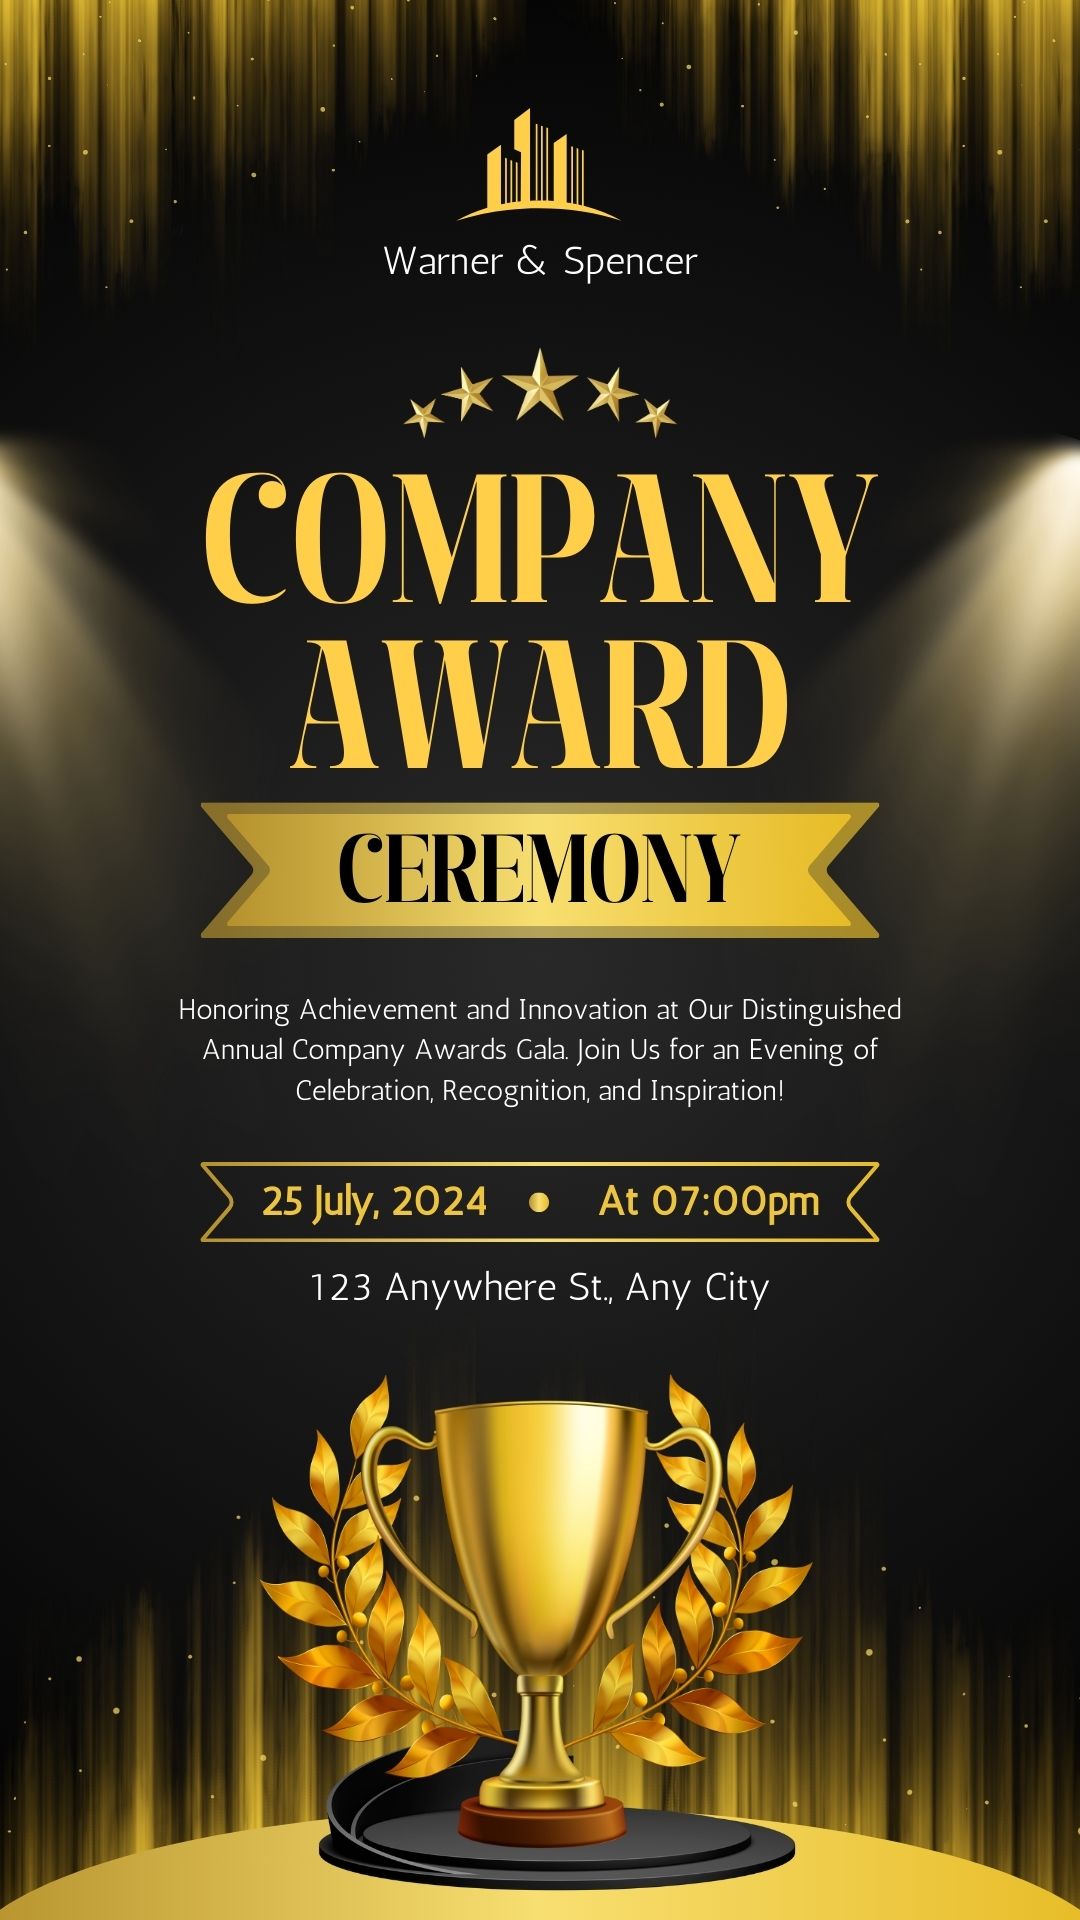 Warner & Spencer
COMPANY
AWARD
CEREMONY
Honoring Achievement and Innovation at Our Distinguished
Annual Company Awards Gala. Join Us for an Evening of
Celebration, Recognition, and Inspiration!
25 July, 2024 • At 07:00pm
123 Anywhere St., Any City